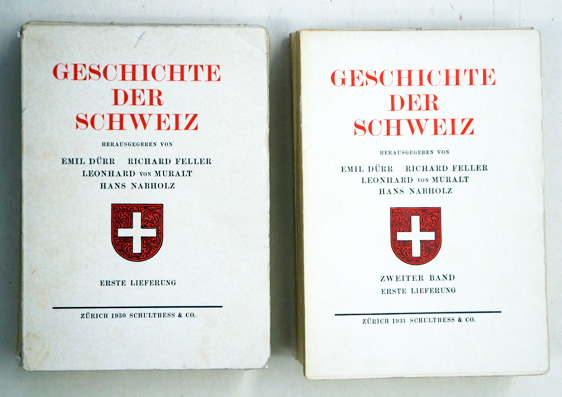 GESCHICHTE
DER
SCHWEIZ
HERAUSGEGEBEN VON
EMIL DÜRR RICHARD FELLER
LEONHARD VON MURALT
HANS NABHOLZ
ERSTE LIEFERUNG
ZÜRICH 1930 SCHULTHESS & CO.
GESCHICHTE
DER
SCHWEIZ
HERAUSGEGEBEN VON
EMIL DÜRR RICHARD FELLER
LEONHARD VON MURALT
HANS NABHOLZ
ZWEITER BAND
ERSTE LIEFERUNG
ZÜRICH 1931 SCHULTHESS & CO.